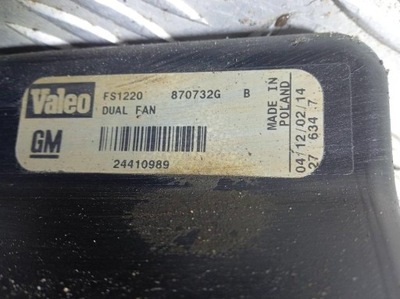 Valeo FS1220 870732G B
DUAL FAN
GM
24410989
MADE IN
POLAND
04/12/02/14
27 634 7